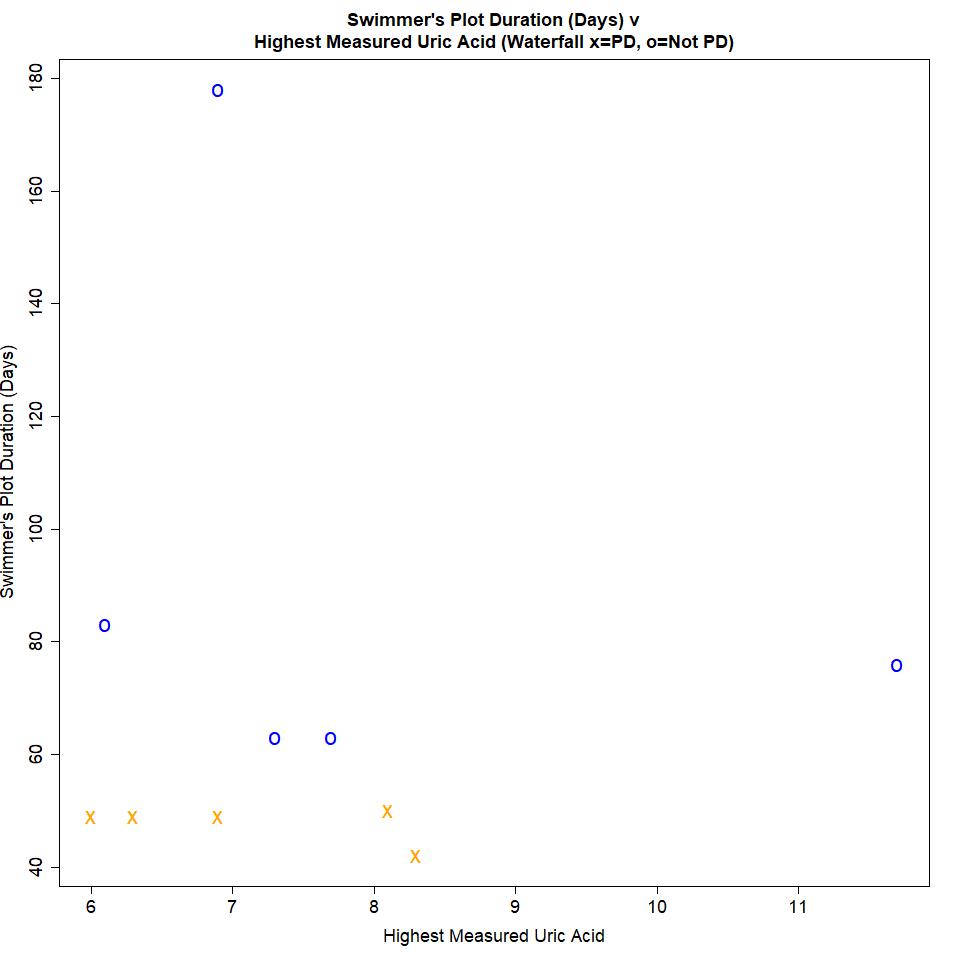 Swimmer's Plot Duration (Days) v
Highest Measured Uric Acid (Waterfall x=PD, o=Not PD)
Swimmer's Plot Duration (Days)
180
160
140
120
100
80
60
40
o
o
o
o
o
x
x
x
x
x
6
7
8
9
10
11
Highest Measured Uric Acid